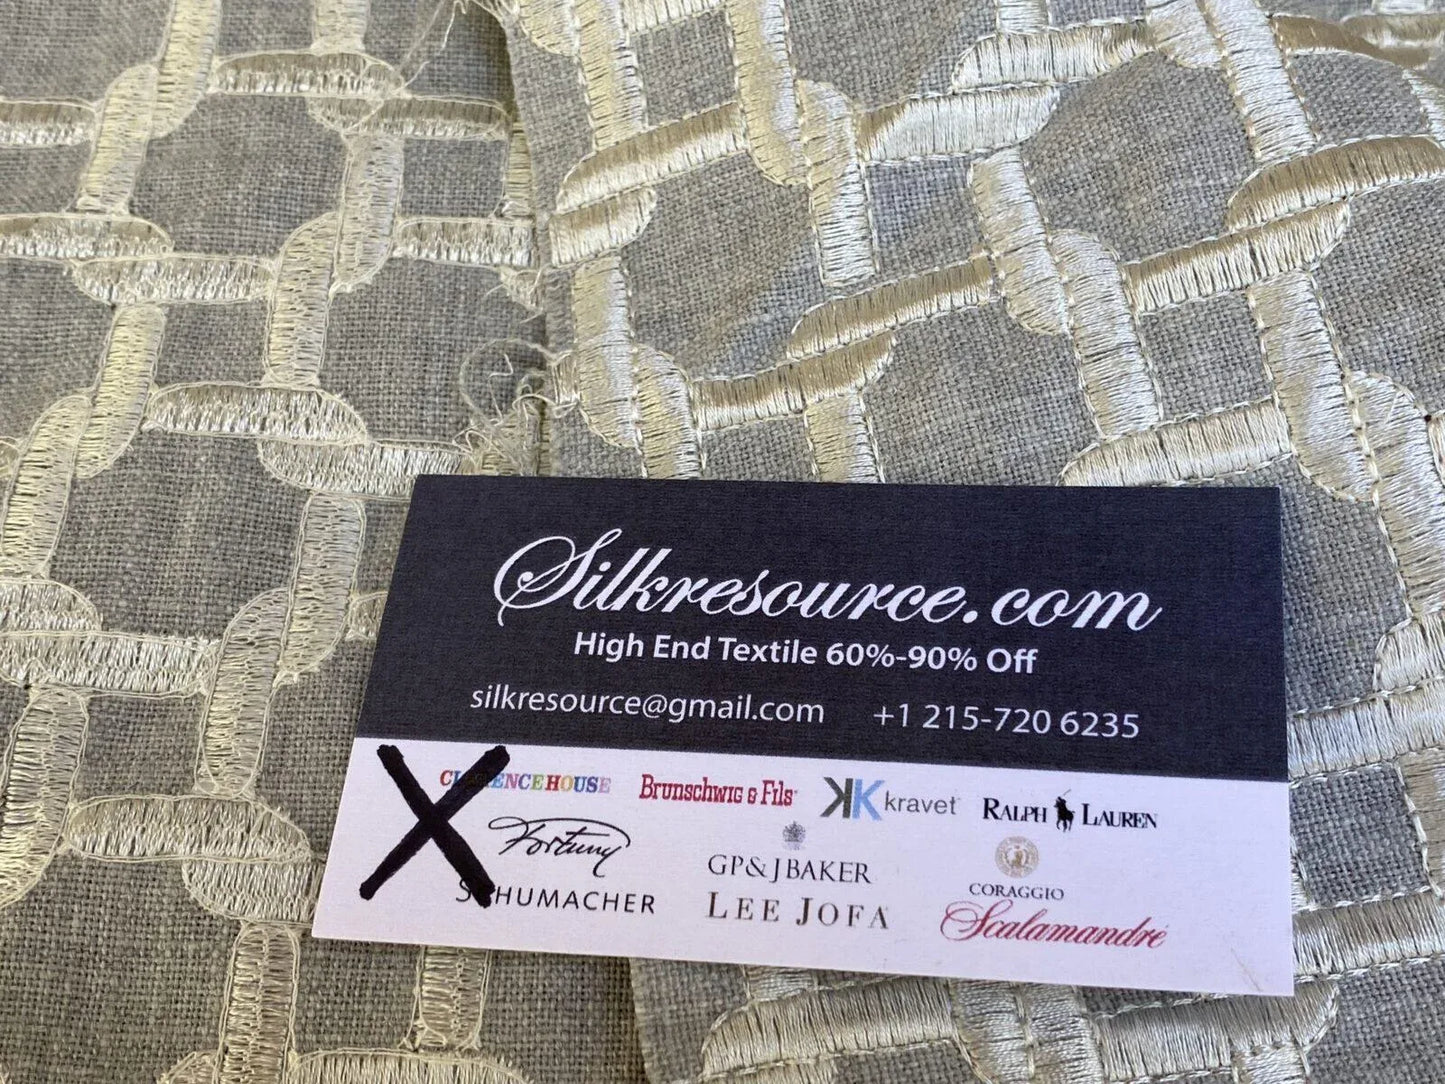 Silkresource.com
High End Textile 60%-90% Off
silkresource@gmail.com +1 215-720 6235
CLARENCE HOUSE Brunschwig & Fils kravet Ralph Lauren
Fortuny GP & J BAKER CORAGGIO
SCHUMACHER LEE JOFA Scalamandré